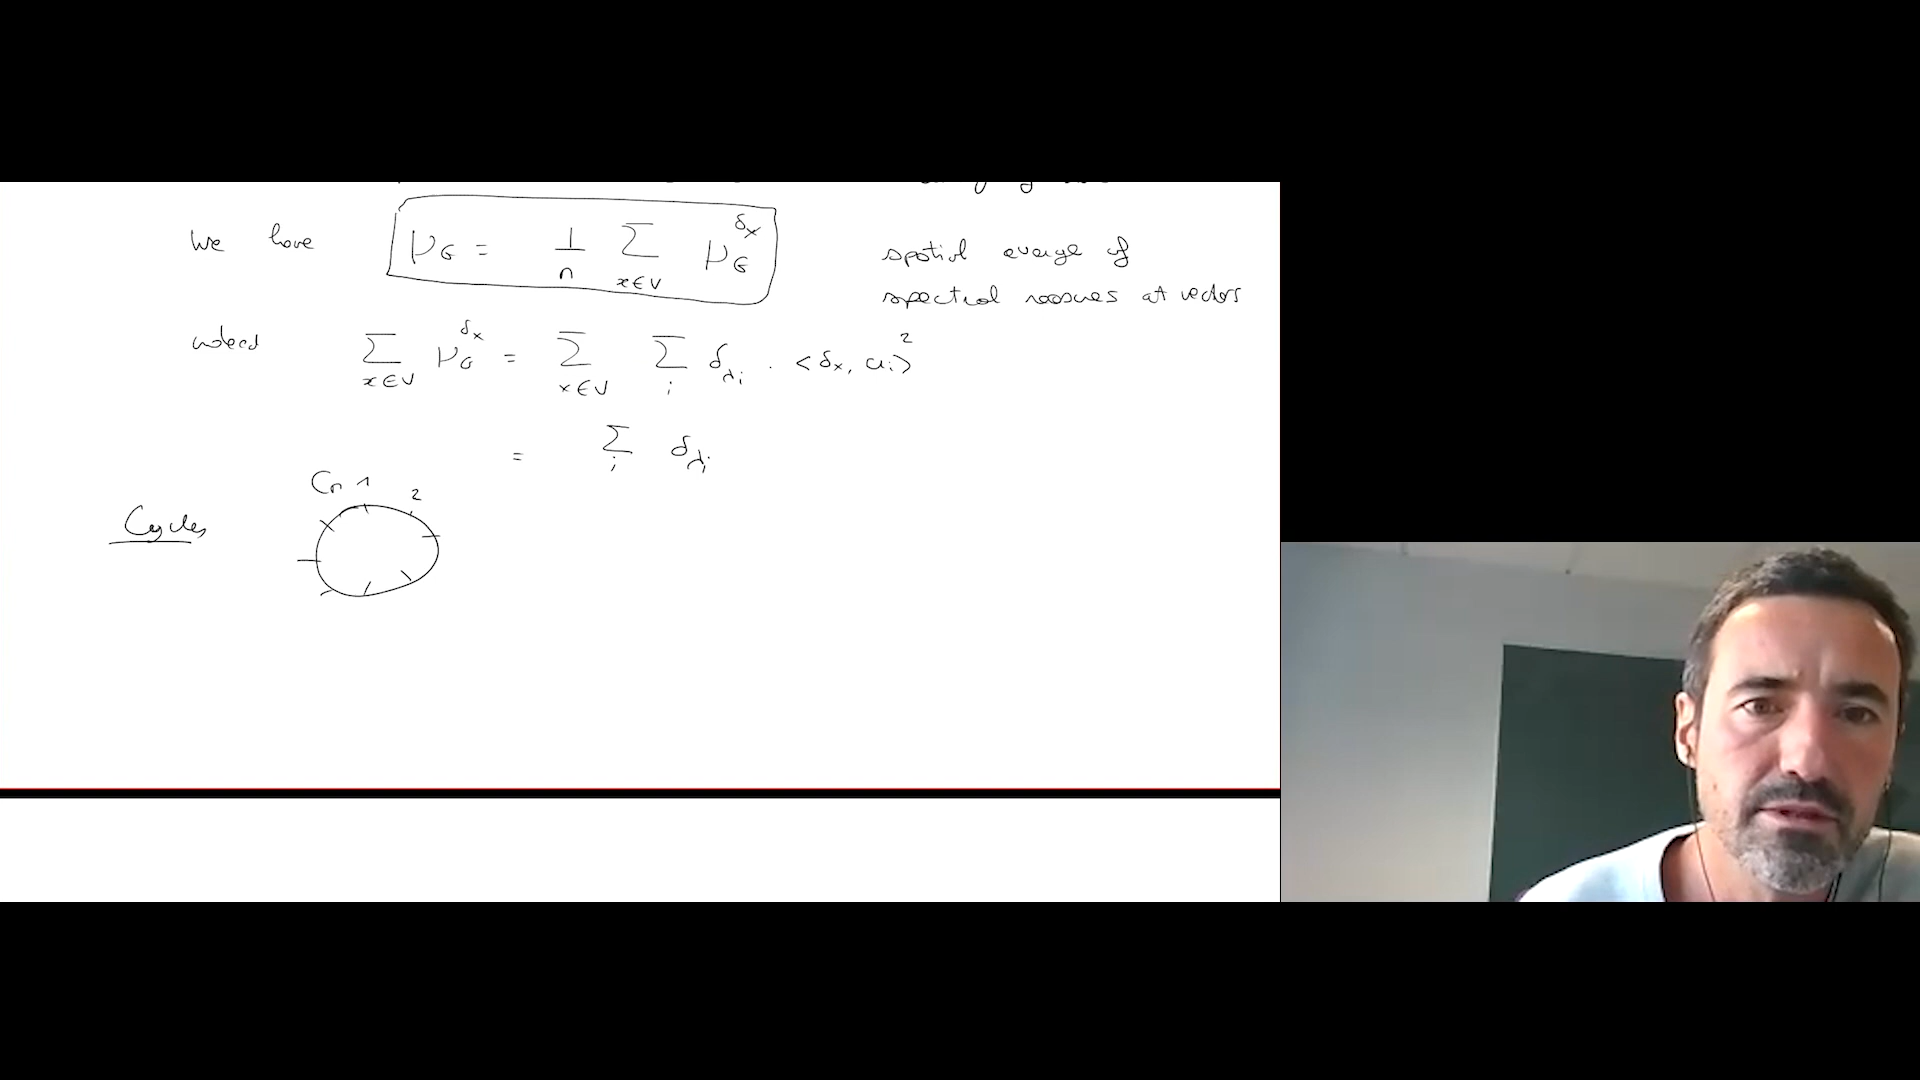 We have μ_G = 1/n Σ_{x∈V} μ_G^{δ_x} spatial average of
spectral measures at vectors
indeed Σ_{x∈V} μ_G^{δ_x} = Σ_{x∈V} Σ_i δ_{λ_i} · <δ_x, u_i>²
= Σ_i δ_{λ_i}
C_n 1 2
Cycles